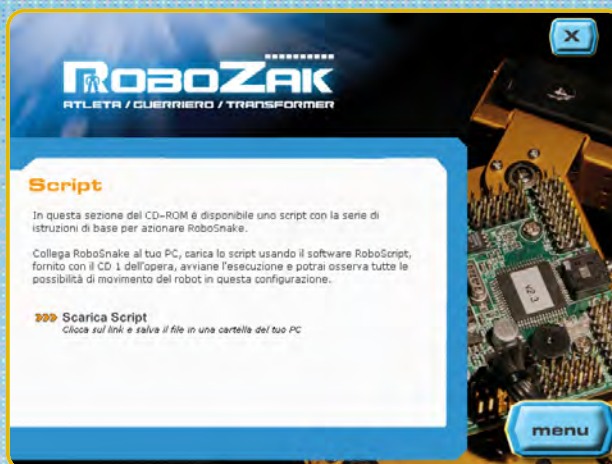 X
ROBOZAK
ATLETA / GUERRIERO / TRANSFORMER
Script
In questa sezione del CD-ROM è disponibile uno script con la serie di
istruzioni di base per azionare RoboSnake.
Collega RoboSnake al tuo PC, carica lo script usando il software RoboScript,
fornito con il CD 1 dell'opera, avviane l'esecuzione e potrai osserva tutte le
possibilità di movimento del robot in questa configurazione.
>>> Scarica Script
Clicca sul link e salva il file in una cartella del tuo PC
V2.3
menu